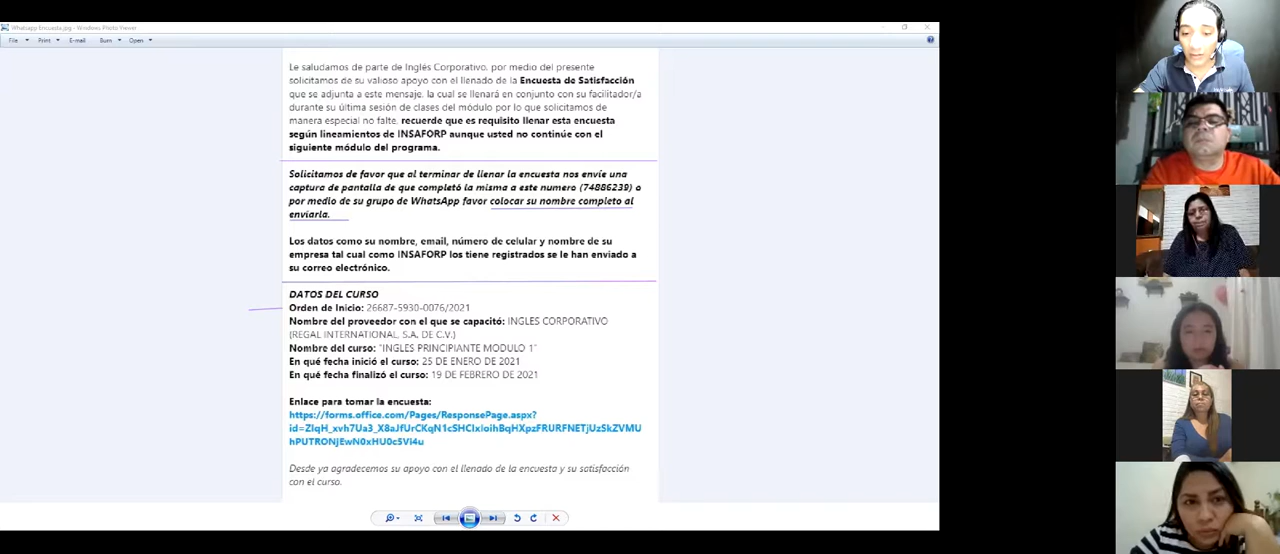 Whatsapp Encuesta.jpg - Windows Photo Viewer
File Print E-mail Burn Open
Le saludamos de parte de Inglés Corporativo, por medio del presente
solicitamos de su valioso apoyo con el llenado de la Encuesta de Satisfacción
que se adjunta a este mensaje, la cual se llenará en conjunto con su facilitador/a
durante su última sesión de clases del módulo por lo que solicitamos de
manera especial no falte, recuerde que es requisito llenar esta encuesta
según lineamientos de INSAFORP aunque usted no continúe con el
siguiente módulo del programa.
Solicitamos de favor que al terminar de llenar la encuesta nos envíe una
captura de pantalla de que completó la misma a este numero (74886239) o
por medio de su grupo de WhatsApp favor colocar su nombre completo al
enviarla.
Los datos como su nombre, email, número de celular y nombre de su
empresa tal cual como INSAFORP los tiene registrados se le han enviado a
su correo electrónico.
DATOS DEL CURSO
Orden de Inicio: 26687-5930-0076/2021
Nombre del proveedor con el que se capacitó: INGLES CORPORATIVO
(REGAL INTERNATIONAL, S.A. DE C.V.)
Nombre del curso: "INGLES PRINCIPIANTE MODULO 1"
En qué fecha inició el curso: 25 DE ENERO DE 2021
En qué fecha finalizó el curso: 19 DE FEBRERO DE 2021
Enlace para tomar la encuesta:
https://forms.office.com/Pages/ResponsePage.aspx?
Desde ya agradecemos su apoyo con el llenado de la encuesta y su satisfacción
con el curso.